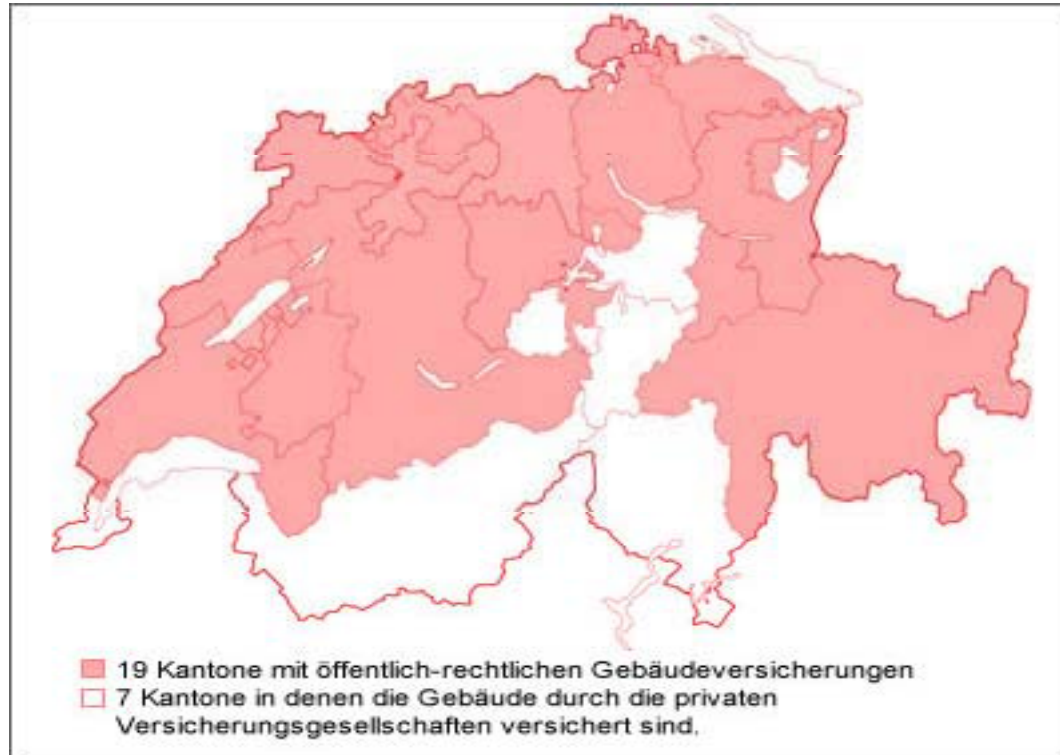 19 Kantone mit öffentlich-rechtlichen Gebäudeversicherungen
7 Kantone in denen die Gebäude durch die privaten
Versicherungsgesellschaften versichert sind.